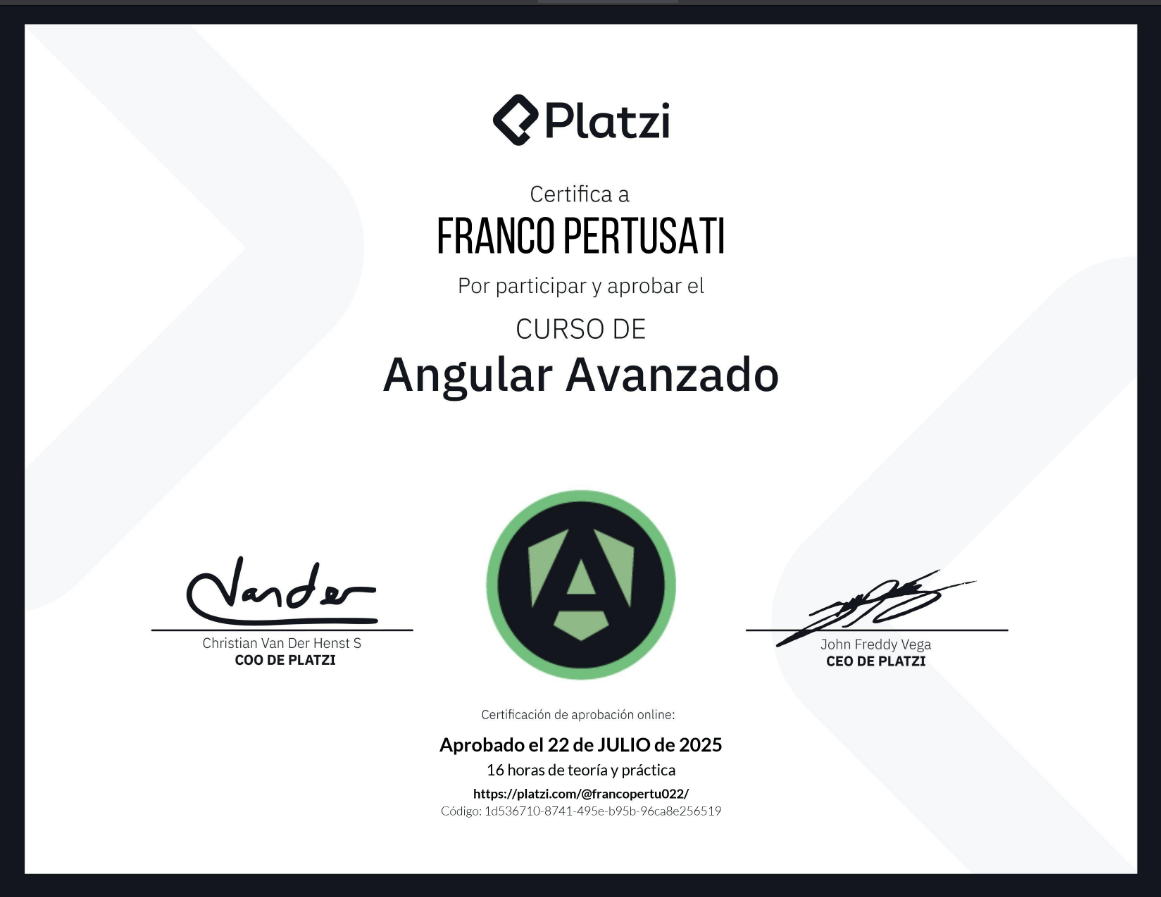 Platzi
Certifica a
FRANCO PERTUSATI
Por participar y aprobar el
CURSO DE
Angular Avanzado
Vander
Christian Van Der Henst S
COO DE PLATZI
John Freddy Vega
CEO DE PLATZI
Certificación de aprobación online:
Aprobado el 22 de JULIO de 2025
16 horas de teoría y práctica
https://platzi.com/@francopertu022/
Código: 1d536710-8741-495e-b95b-96ca8e256519